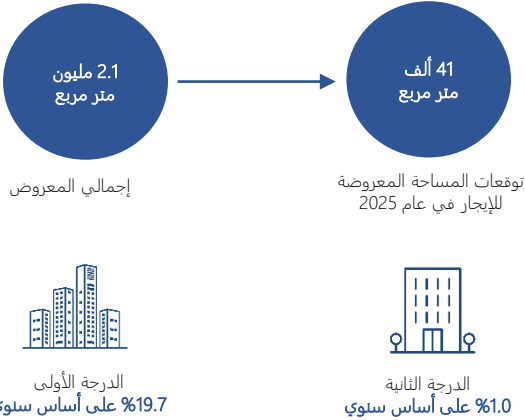 41 ألف
متر مربع
2.1 مليون
متر مربع
توقعات المساحة المعروضة
للإيجار في عام 2025
إجمالي المعروض
الدرجة الثانية
1.0% على أساس سنوي
الدرجة الأولى
19.7% على أساس سنوي